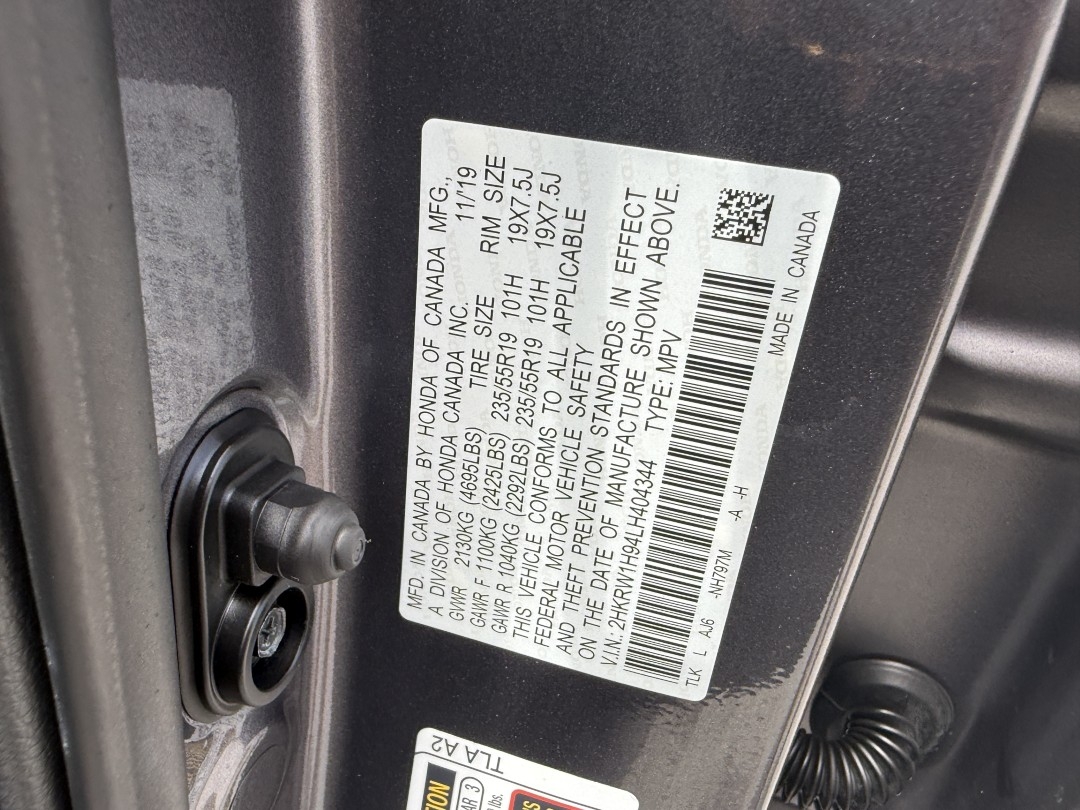 MFD. IN CANADA BY HONDA OF CANADA MFG.,
A DIVISION OF HONDA CANADA INC. 11/19
GVWR 2130KG (4695LBS) TIRE SIZE RIM SIZE
GAWR F 1100KG (2425LBS) 235/55R19 101H 19X7.5J
GAWR R 1040KG (2292LBS) 235/55R19 101H 19X7.5J
THIS VEHICLE CONFORMS TO ALL APPLICABLE
FEDERAL MOTOR VEHICLE SAFETY
AND THEFT PREVENTION STANDARDS IN EFFECT
ON THE DATE OF MANUFACTURE SHOWN ABOVE.
V.I.N.: 2HKRW1H94LH404344 TYPE: MPV
TLK L AJ6 -NH797M -A -H MADE IN CANADA
TLA A2